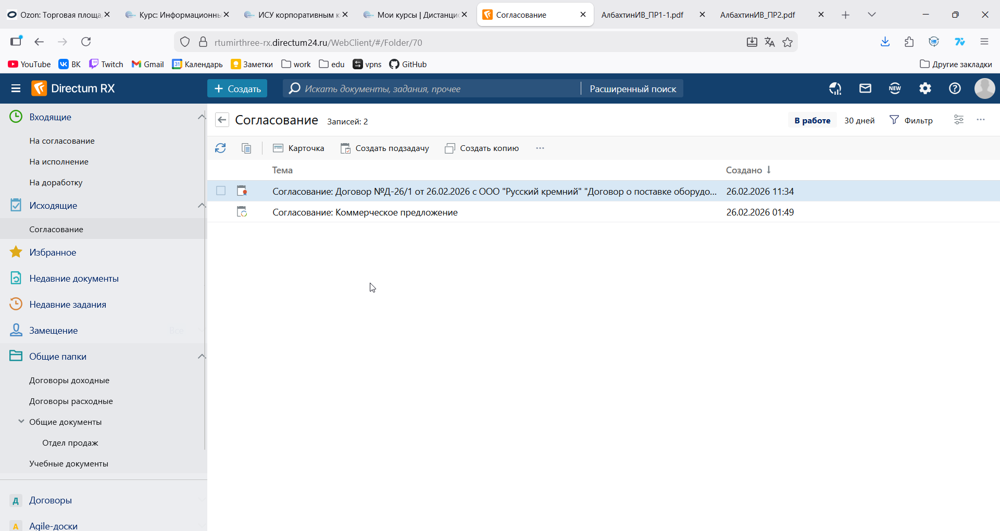 Ozon: Торговая площа
Курс: Информационнь
ИСУ корпоративным к
Мои курсы | Дистанци
Согласование
АлбахтинИВ_ПР1-1.pdf
АлбахтинИВ_ПР2.pdf
rtumirthree-rx.directum24.ru/WebClient/#/Folder/70
YouTube
ВК
Twitch
Gmail
31 Календарь
Заметки
work
edu
vpns
GitHub
Другие закладки
Directum RX
Создать
Искать документы, задания, прочее
Расширенный поиск
NEW
Входящие
На согласование
На исполнение
На доработку
Исходящие
Согласование
Избранное
Недавние документы
Недавние задания
Замещение
Все
Общие папки
Договоры доходные
Договоры расходные
Общие документы
Отдел продаж
Учебные документы
Д Договоры
А Agile-доски
Согласование
Записей: 2
В работе
30 дней
Фильтр
Карточка
Создать подзадачу
Создать копию
Тема
Создано
Согласование: Договор №Д-26/1 от 26.02.2026 с ООО "Русский кремний" "Договор о поставке оборудо... 26.02.2026 11:34
Согласование: Коммерческое предложение 26.02.2026 01:49